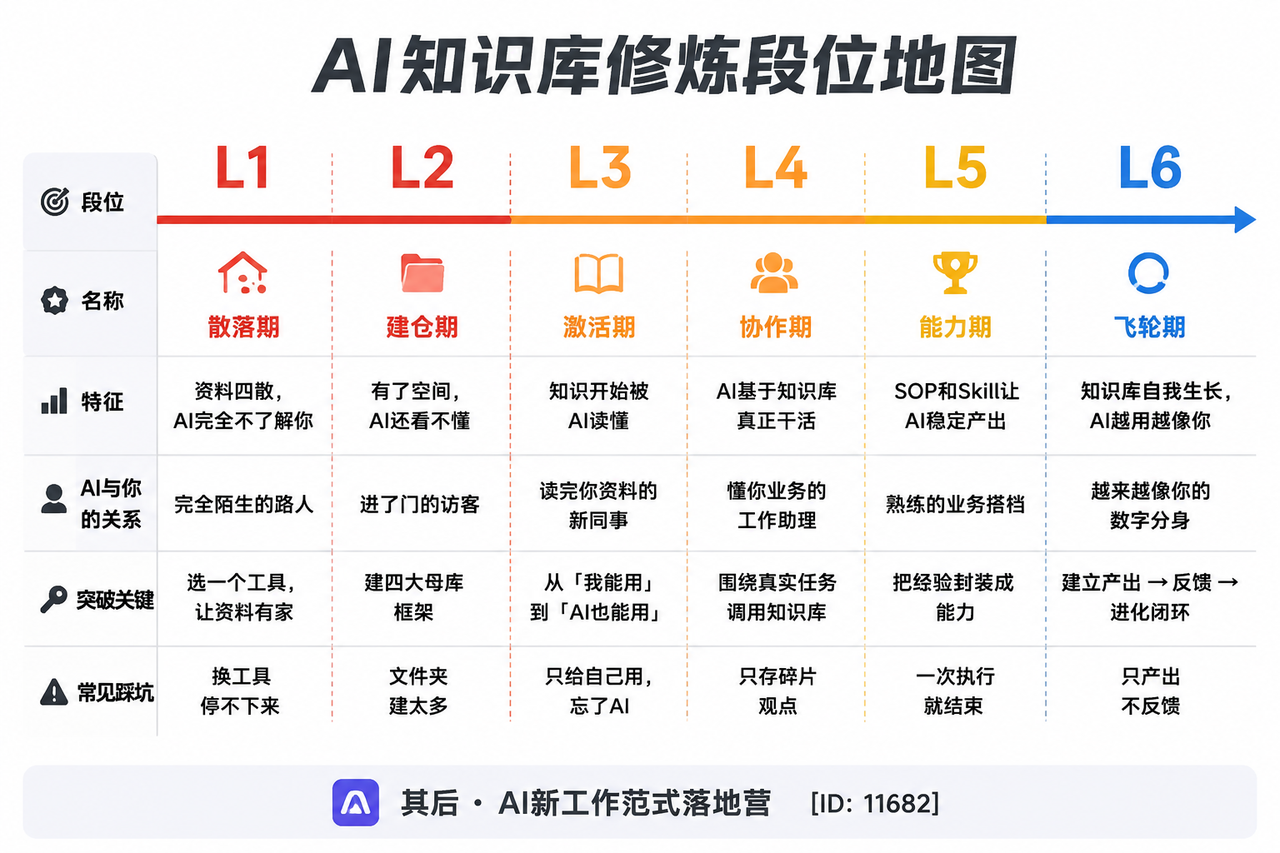 AI知识库修炼段位地图
段位
L1
L2
L3
L4
L5
L6
名称
散落期
建仓期
激活期
协作期
能力期
飞轮期
特征
资料四散，
AI完全不了解你
有了空间，
AI还看不懂
知识开始被
AI读懂
AI基于知识库
真正干活
SOP和Skill让
AI稳定产出
知识库自我生长，
AI越用越像你
AI与你
的关系
完全陌生的路人
进了门的访客
读完你资料的
新同事
懂你业务的
工作助理
熟练的业务搭档
越来越像你的
数字分身
突破关键
选一个工具，
让资料有家
建四大母库
框架
从「我能用」
到「AI也能用」
围绕真实任务
调用知识库
把经验封装成
能力
建立产出 → 反馈 →
进化闭环
常见踩坑
换工具
停不下来
文件夹
建太多
只给自己用，
忘了AI
只存碎片
观点
一次执行
就结束
只产出
不反馈
其后 · AI新工作范式落地营 [ID: 11682]